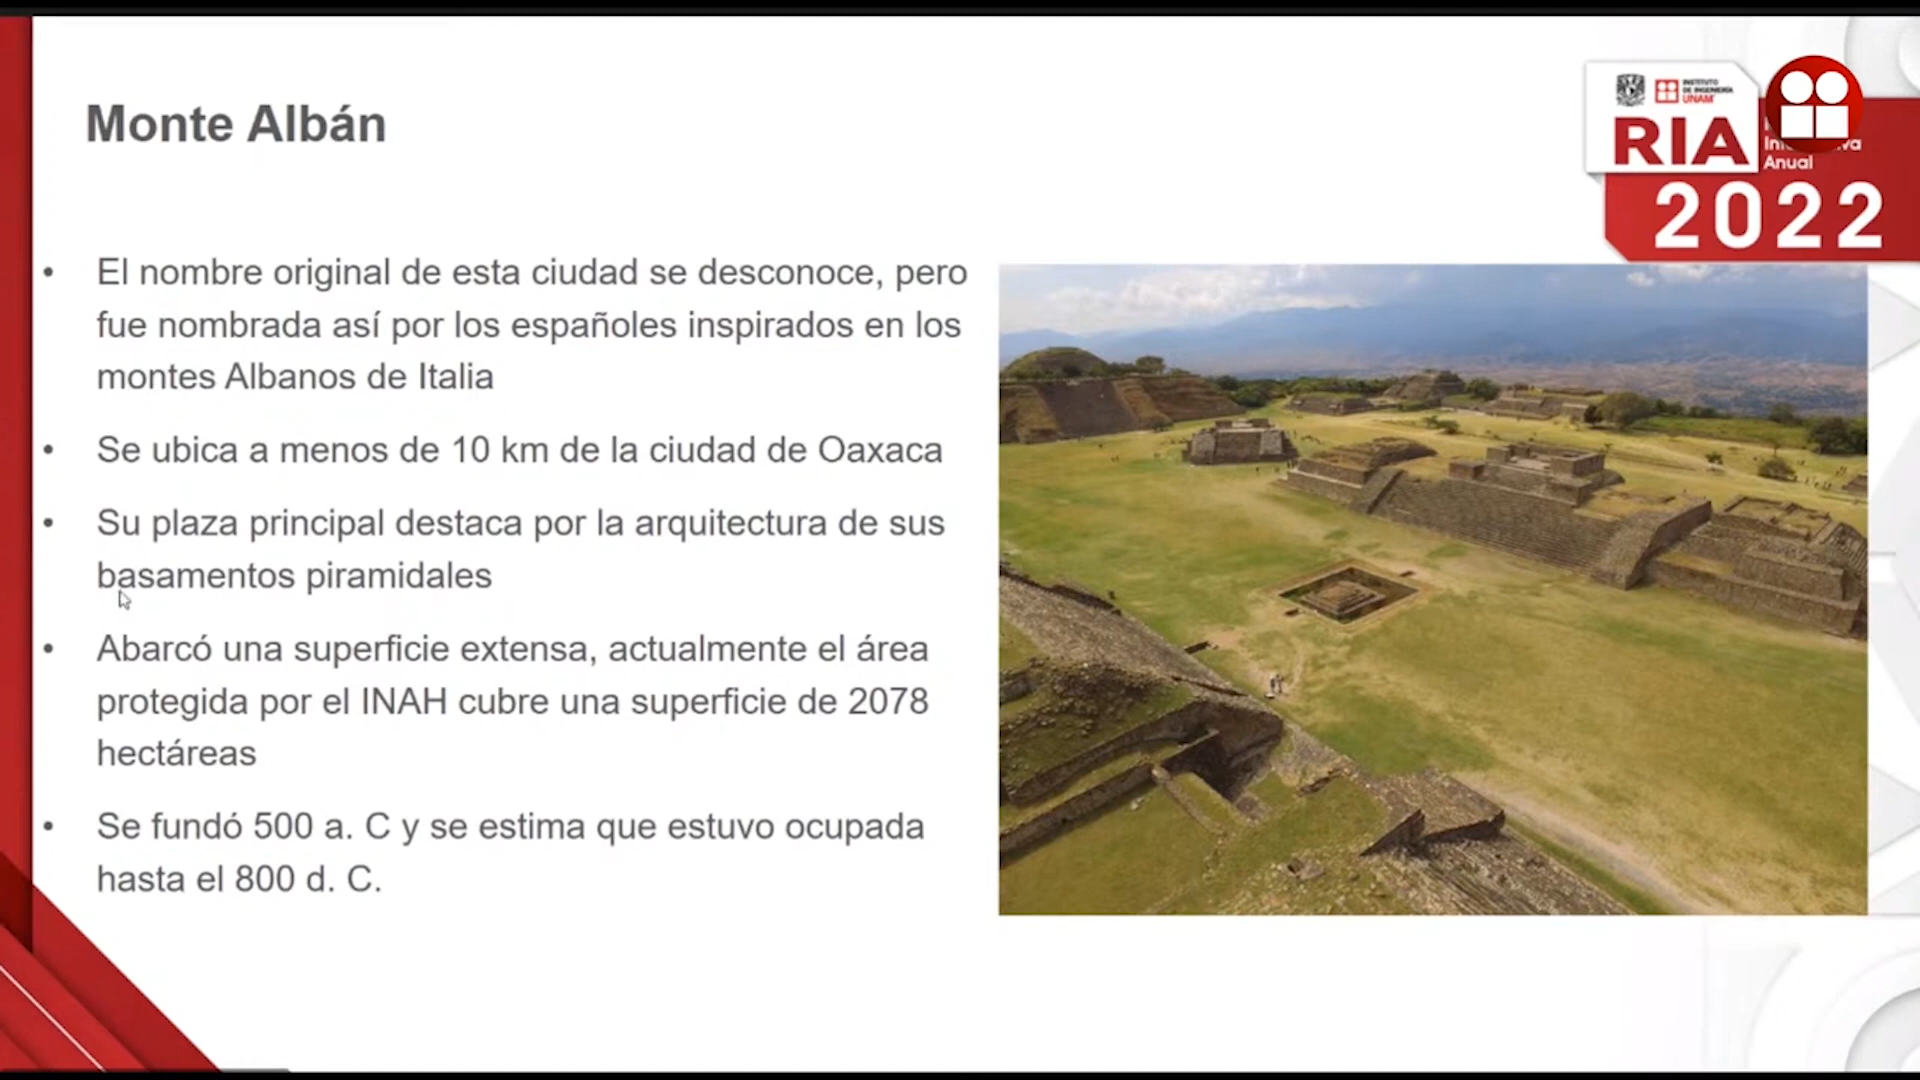 Monte Albán
INSTITUTO
DE INGENIERÍA
UNAM
RIA
Anual
2022
• El nombre original de esta ciudad se desconoce, pero
fue nombrada así por los españoles inspirados en los
montes Albanos de Italia
• Se ubica a menos de 10 km de la ciudad de Oaxaca
• Su plaza principal destaca por la arquitectura de sus
basamentos piramidales
• Abarcó una superficie extensa, actualmente el área
protegida por el INAH cubre una superficie de 2078
hectáreas
• Se fundó 500 a. C y se estima que estuvo ocupada
hasta el 800 d. C.